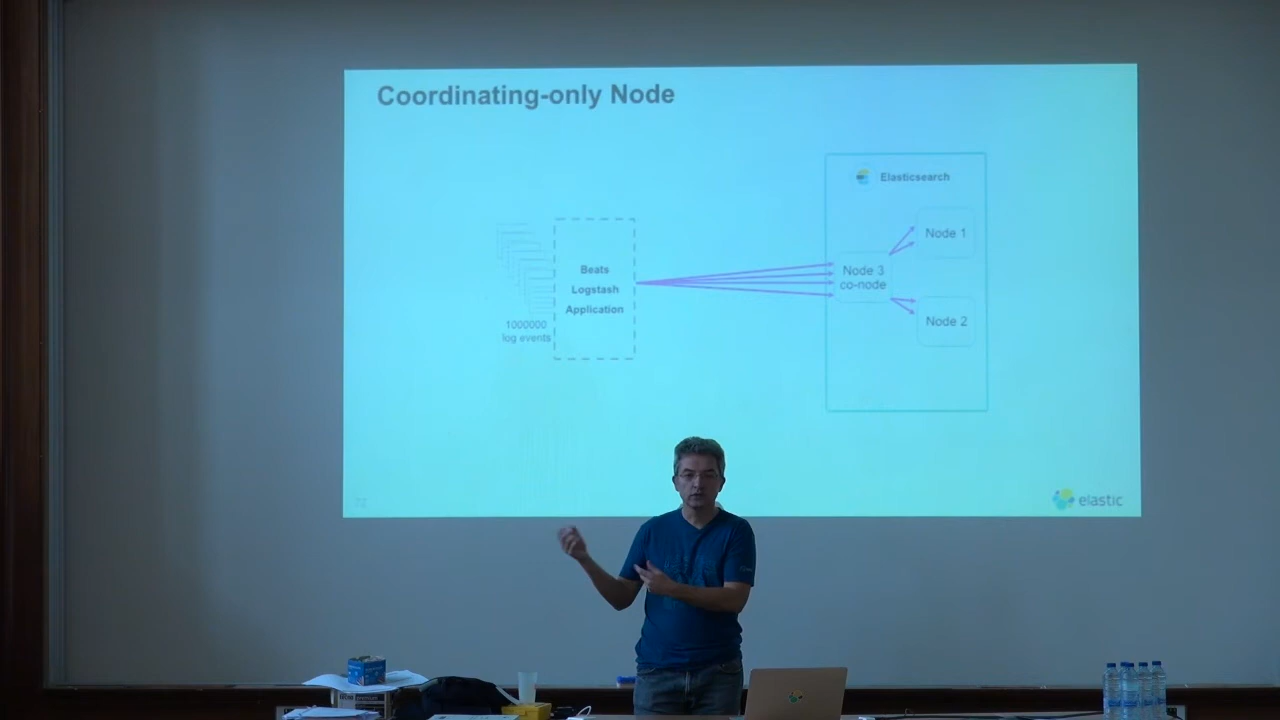 Coordinating-only Node
Elasticsearch
Node 1
Beats
Logstash
Application
Node 3
co-node
1000000
log events
Node 2
elastic